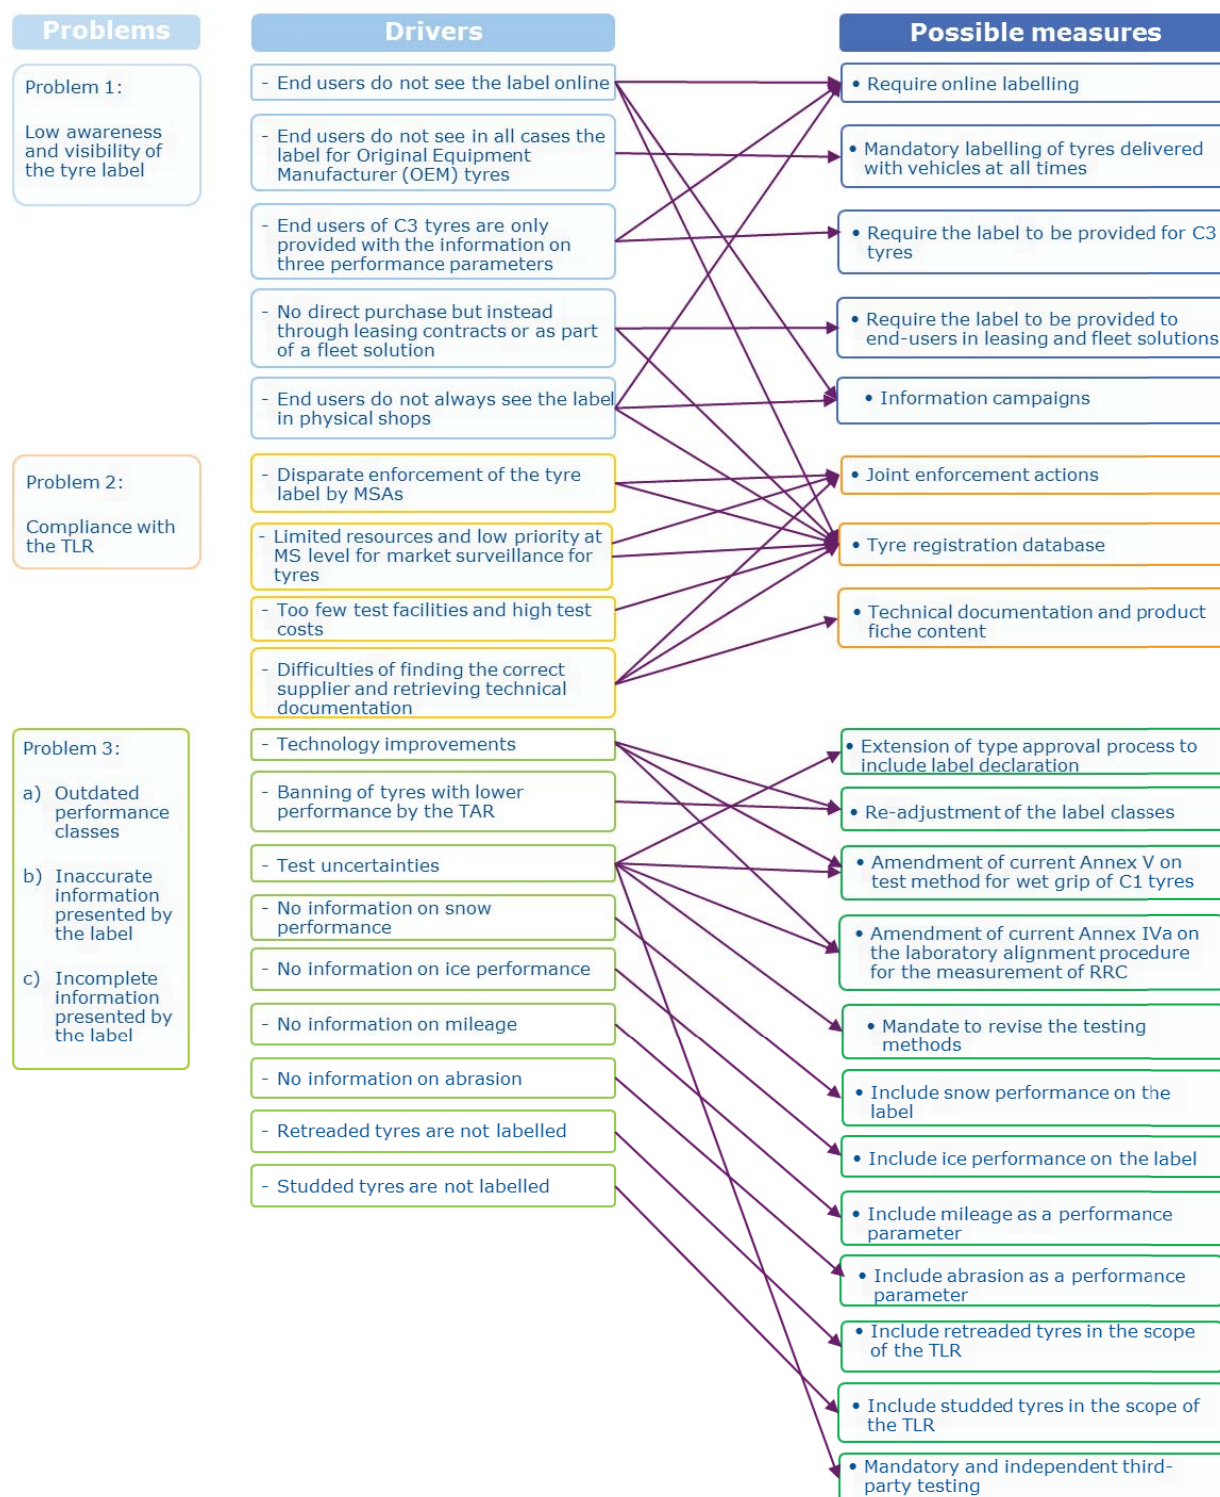 Problems
Problem 1:
Low awareness
and visibility of
the tyre label
Problem 2:
Compliance with
the TLR
Problem 3:
a) Outdated
performance
classes
b) Inaccurate
information
presented by
the label
c) Incomplete
information
presented by
the label
Drivers
- End users do not see the label online
- End users do not see in all cases the
label for Original Equipment
Manufacturer (OEM) tyres
- End users of C3 tyres are only
provided with the information on
three performance parameters
- No direct purchase but instead
through leasing contracts or as part
of a fleet solution
- End users do not always see the label
in physical shops
- Disparate enforcement of the tyre
label by MSAs
- Limited resources and low priority at
MS level for market surveillance for
tyres
- Too few test facilities and high test
costs
- Difficulties of finding the correct
supplier and retrieving technical
documentation
- Technology improvements
- Banning of tyres with lower
performance by the TAR
- Test uncertainties
- No information on snow
performance
- No information on ice performance
- No information on mileage
- No information on abrasion
- Retreaded tyres are not labelled
- Studded tyres are not labelled
Possible measures
• Require online labelling
• Mandatory labelling of tyres delivered
with vehicles at all times
• Require the label to be provided for C3
tyres
• Require the label to be provided to
end-users in leasing and fleet solutions
• Information campaigns
• Joint enforcement actions
• Tyre registration database
• Technical documentation and product
fiche content
• Extension of type approval process to
include label declaration
• Re-adjustment of the label classes
• Amendment of current Annex V on
test method for wet grip of C1 tyres
• Amendment of current Annex IVa on
the laboratory alignment procedure
for the measurement of RRC
• Mandate to revise the testing
methods
• Include snow performance on the
label
• Include ice performance on the label
• Include mileage as a performance
parameter
• Include abrasion as a performance
parameter
• Include retreaded tyres in the scope
of the TLR
• Include studded tyres in the scope of
the TLR
• Mandatory and independent third-
party testing